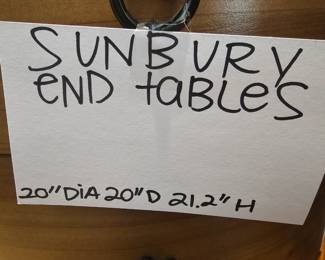 SUNBURY
END tABLES
20"DiA 20"D 21.2" H